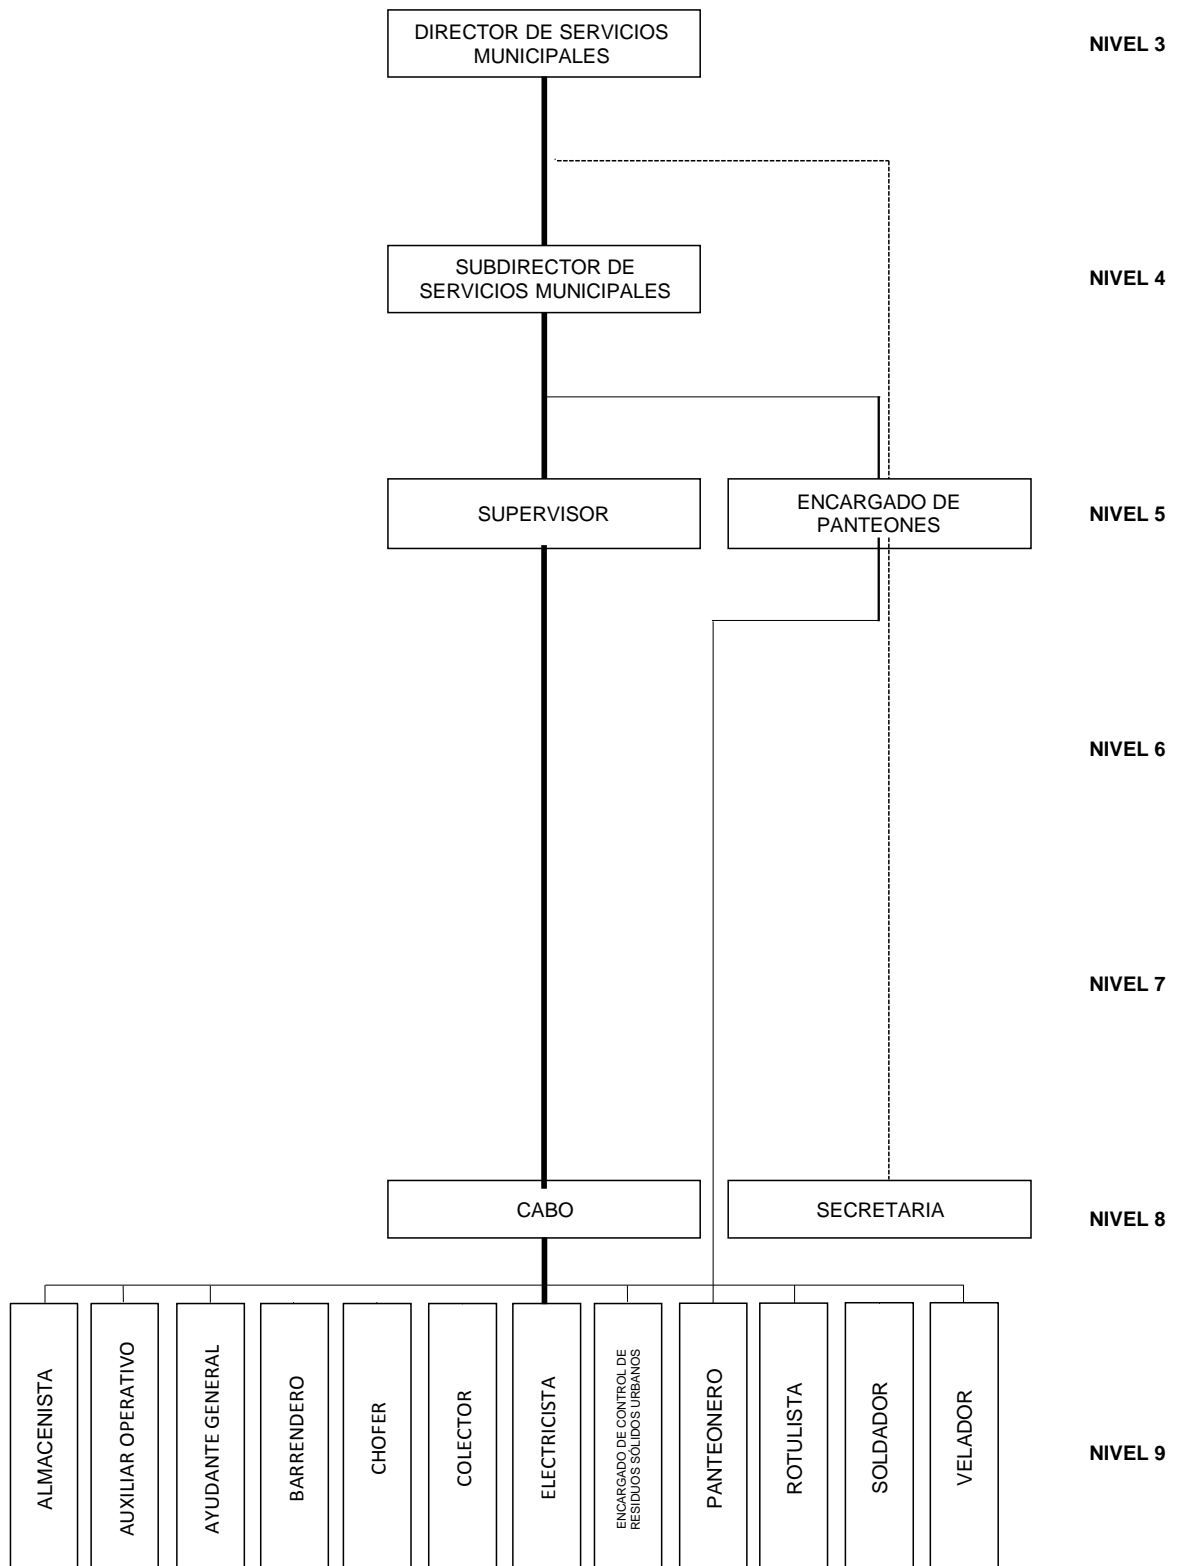 DIRECTOR DE SERVICIOS
MUNICIPALES
NIVEL 3
SUBDIRECTOR DE
SERVICIOS MUNICIPALES
NIVEL 4
SUPERVISOR
ENCARGADO DE
PANTEONES
NIVEL 5
NIVEL 6
NIVEL 7
CABO
SECRETARIA
NIVEL 8
ALMACENISTA
AUXILIAR OPERATIVO
AYUDANTE GENERAL
BARRENDERO
CHOFER
COLECTOR
ELECTRICISTA
ENCARGADO DE CONTROL DE
RESIDUOS SÓLIDOS URBANOS
PANTEONERO
ROTULISTA
SOLDADOR
VELADOR
NIVEL 9